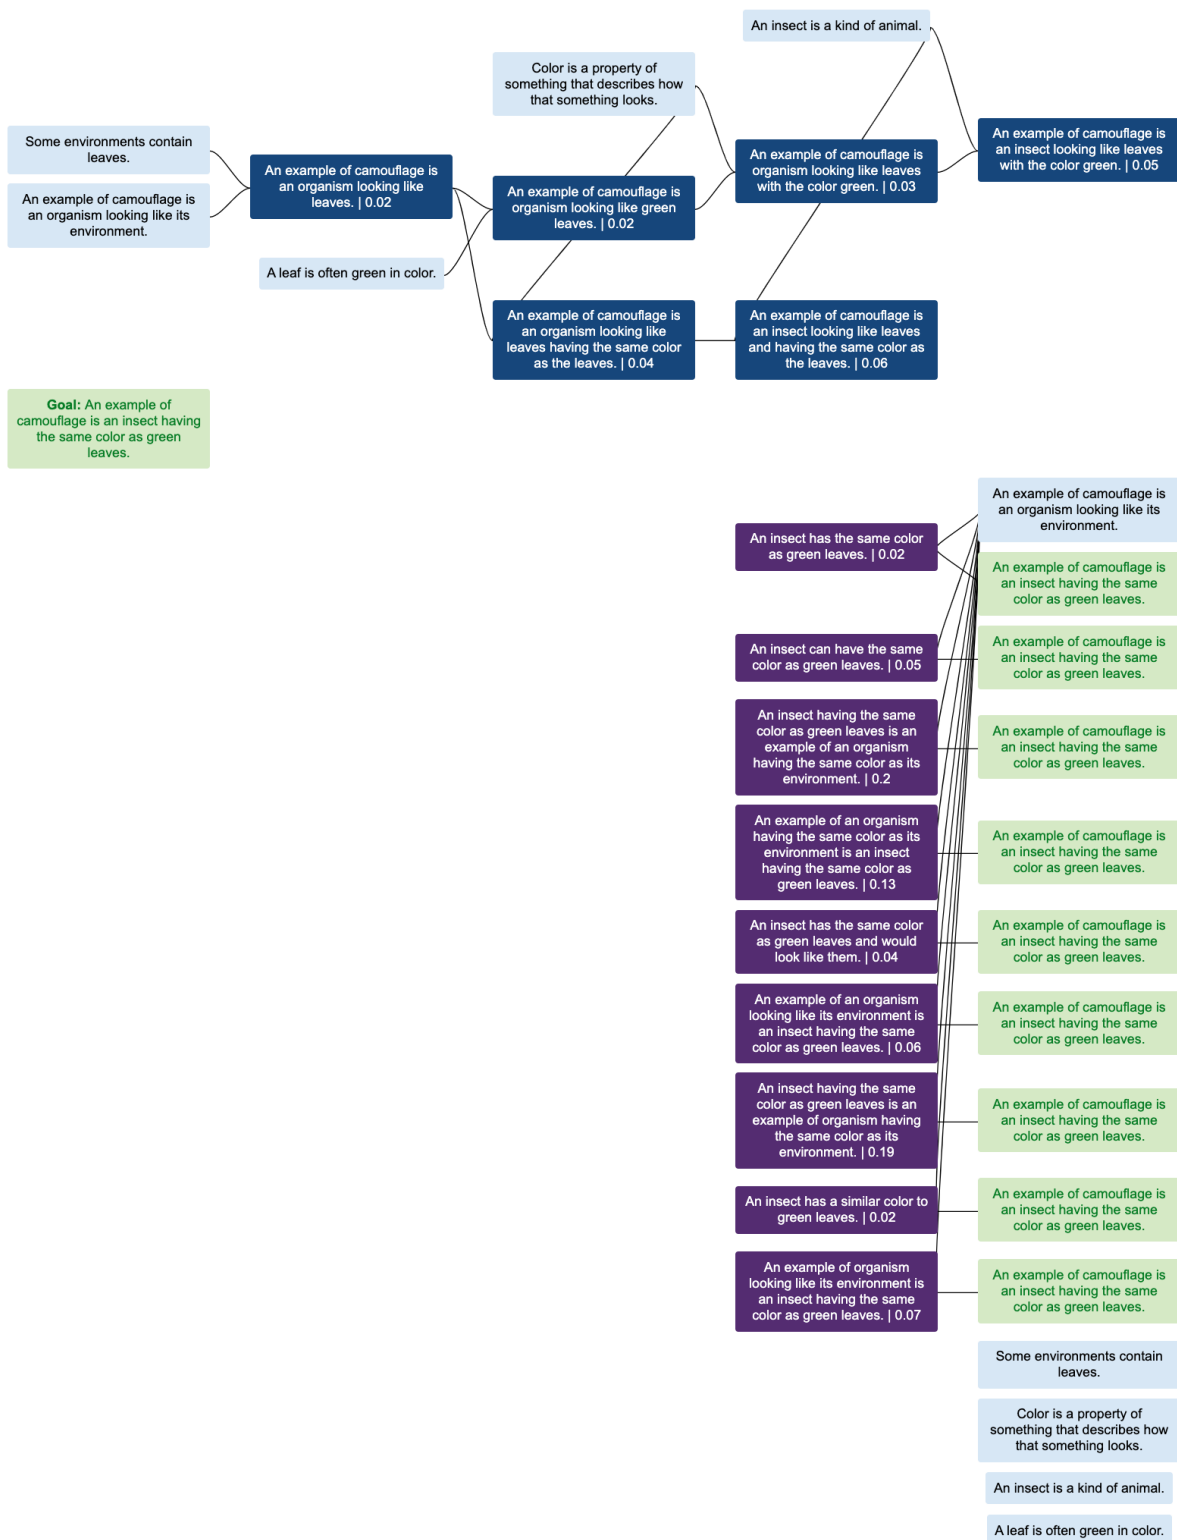 An insect is a kind of animal.
Color is a property of
something that describes how
that something looks.
Some environments contain
leaves.
An example of camouflage is
an organism looking like its
environment.
An example of camouflage is
an organism looking like
leaves. | 0.02
A leaf is often green in color.
An example of camouflage is
organism looking like green
leaves. | 0.02
An example of camouflage is
organism looking like leaves
with the color green. | 0.03
An example of camouflage is
an insect looking like leaves
with the color green. | 0.05
An example of camouflage is
an organism looking like
leaves having the same color
as the leaves. | 0.04
An example of camouflage is
an insect looking like leaves
and having the same color as
the leaves. | 0.06
Goal: An example of
camouflage is an insect having
the same color as green
leaves.
An example of camouflage is
an organism looking like its
environment.
An insect has the same color
as green leaves. | 0.02
An example of camouflage is
an insect having the same
color as green leaves.
An insect can have the same
color as green leaves. | 0.05
An example of camouflage is
an insect having the same
color as green leaves.
An insect having the same
color as green leaves is an
example of an organism
having the same color as its
environment. | 0.2
An example of camouflage is
an insect having the same
color as green leaves.
An example of an organism
having the same color as its
environment is an insect
having the same color as
green leaves. | 0.13
An example of camouflage is
an insect having the same
color as green leaves.
An insect has the same color
as green leaves and would
look like them. | 0.04
An example of camouflage is
an insect having the same
color as green leaves.
An example of an organism
looking like its environment is
an insect having the same
color as green leaves. | 0.06
An example of camouflage is
an insect having the same
color as green leaves.
An insect having the same
color as green leaves is an
example of organism having
the same color as its
environment. | 0.19
An example of camouflage is
an insect having the same
color as green leaves.
An insect has a similar color to
green leaves. | 0.02
An example of camouflage is
an insect having the same
color as green leaves.
An example of organism
looking like its environment is
an insect having the same
color as green leaves. | 0.07
An example of camouflage is
an insect having the same
color as green leaves.
Some environments contain
leaves.
Color is a property of
something that describes how
that something looks.
An insect is a kind of animal.
A leaf is often green in color.